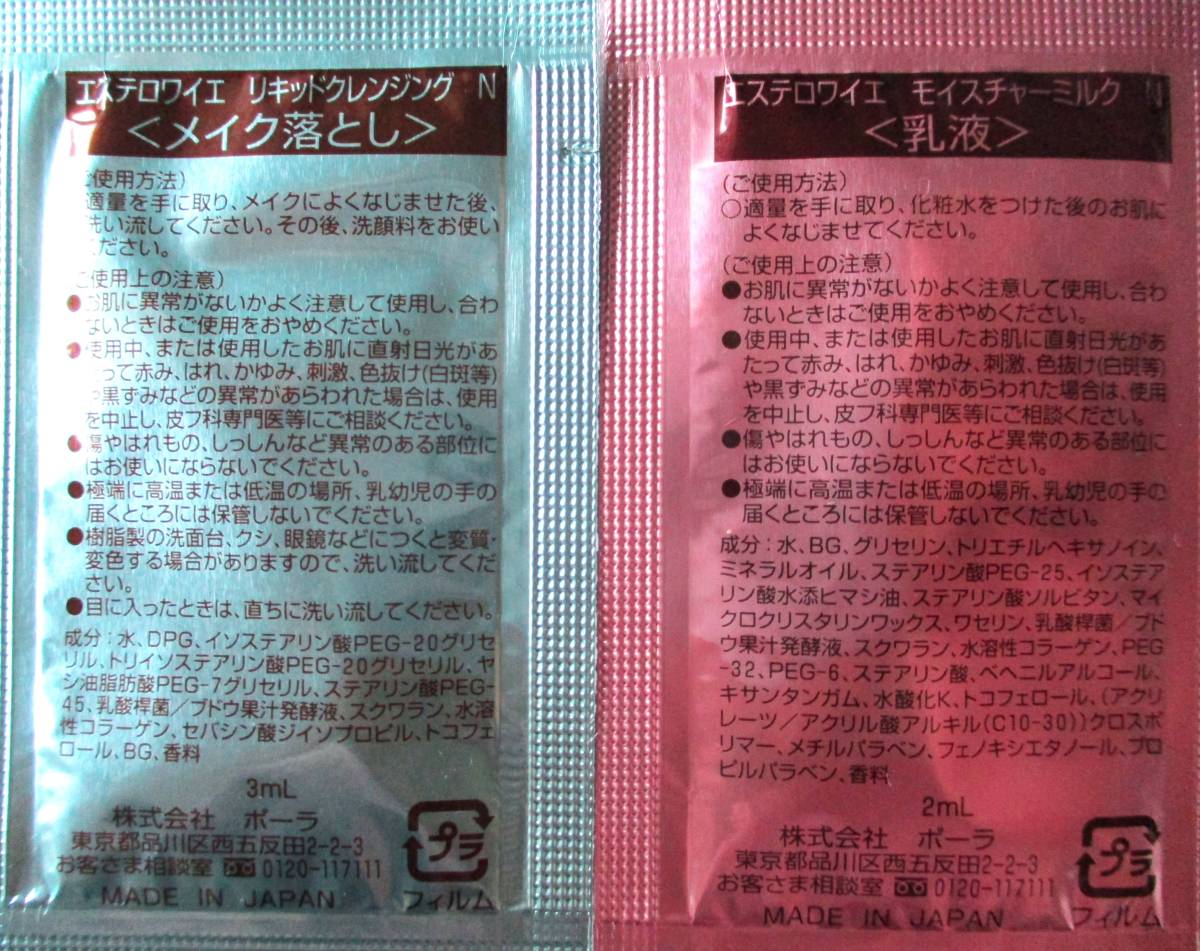 エステロワイエ リキッドクレンジング N
＜メイク落とし＞
ご使用方法）
適量を手に取り、メイクによくなじませた後、
洗い流してください。その後、洗顔料をお使い
ください。
ご使用上の注意）
●お肌に異常がないかよく注意して使用し、合わ
ないときはご使用をおやめください。
●使用中、または使用したお肌に直射日光があ
たって赤み、はれ、かゆみ、刺激、色抜け(白斑等)
や黒ずみなどの異常があらわれた場合は、使用
を中止し、皮フ科専門医等にご相談ください。
●傷やはれもの、しっしんなど異常のある部位に
はお使いにならないでください。
●極端に高温または低温の場所、乳幼児の手の
届くところには保管しないでください。
●樹脂製の洗面台、クシ、眼鏡などにつくと変質・
変色する場合がありますので、洗い流してくだ
さい。
●目に入ったときは、直ちに洗い流してください。
成分：水、DPG、イソステアリン酸PEG-20グリセ
リル、トリイソステアリン酸PEG-20グリセリル、ヤ
シ油脂肪酸PEG-7グリセリル、ステアリン酸PEG-
45、乳酸桿菌／ブドウ果汁発酵液、スクワラン、水溶
性コラーゲン、セバシン酸ジイソプロピル、トコフェ
ロール、BG、香料
3mL
株式会社 ポーラ
東京都品川区西五反田2-2-3
お客さま相談室 0120-117111
MADE IN JAPAN
プラ
フィルム
エステロワイエ モイスチャーミルク N
＜乳液＞
（ご使用方法）
○適量を手に取り、化粧水をつけた後のお肌に
よくなじませてください。
（ご使用上の注意）
●お肌に異常がないかよく注意して使用し、合わ
ないときはご使用をおやめください。
●使用中、または使用したお肌に直射日光があ
たって赤み、はれ、かゆみ、刺激、色抜け(白斑等)
や黒ずみなどの異常があらわれた場合は、使用
を中止し、皮フ科専門医等にご相談ください。
●傷やはれもの、しっしんなど異常のある部位に
はお使いにならないでください。
●極端に高温または低温の場所、乳幼児の手の
届くところには保管しないでください。
成分：水、BG、グリセリン、トリエチルヘキサノイン、
ミネラルオイル、ステアリン酸PEG-25、イソステア
リン酸水添ヒマシ油、ステアリン酸ソルビタン、マイ
クロクリスタリンワックス、ワセリン、乳酸桿菌／ブド
ウ果汁発酵液、スクワラン、水溶性コラーゲン、PEG
-32、PEG-6、ステアリン酸、ベヘニルアルコール、
キサンタンガム、水酸化K、トコフェロール、（アクリ
レーツ／アクリル酸アルキル(C10-30)）クロスポ
リマー、メチルパラベン、フェノキシエタノール、プロ
ピルパラベン、香料
2mL
株式会社 ポーラ
東京都品川区西五反田2-2-3
お客さま相談室 0120-117111
MADE IN JAPAN
プラ
フィルム